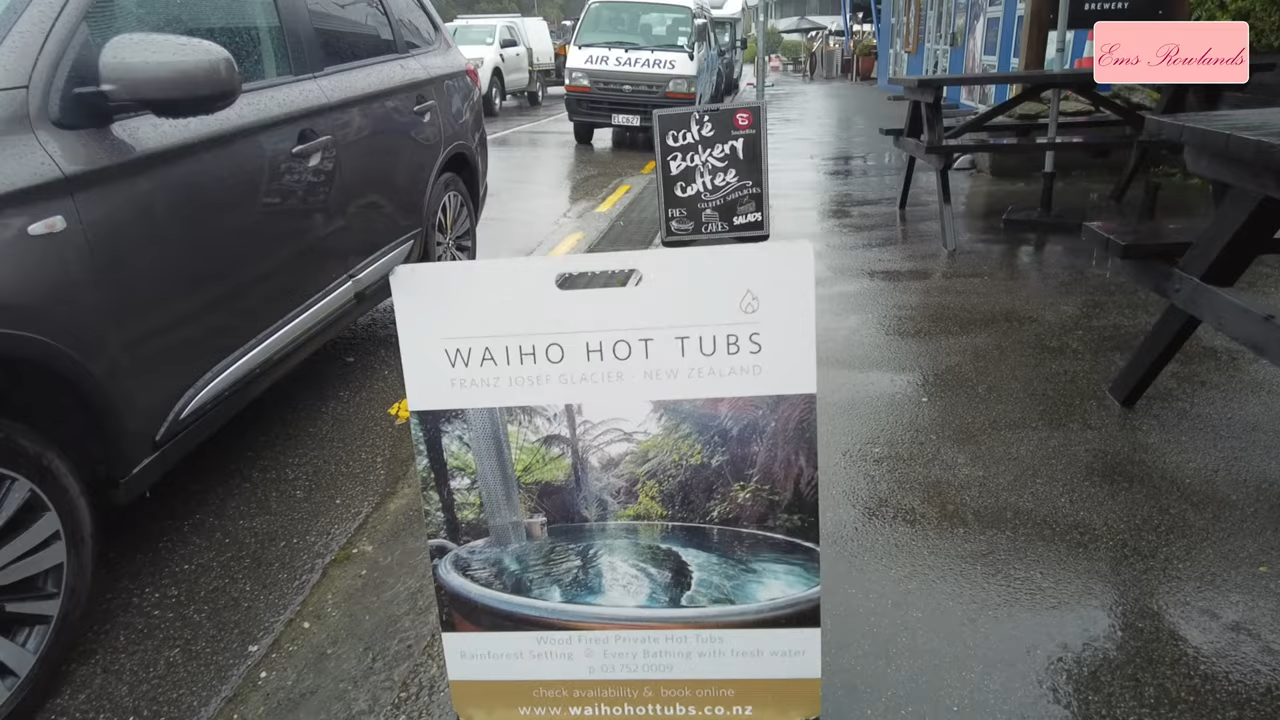 BREWERY
Ems Rowlands
AIR SAFARIS
ELC627
café
Bakery
coffee
GOURMET SANDWICHES
PIES
CAKES
SALADS
WAIHO HOT TUBS
FRANZ JOSEF GLACIER · NEW ZEALAND
Wood Fired Private Hot Tubs
Rainforest Setting Every Bathing with fresh water
p 03 752 0009
check availability & book online
www.waihohottubs.co.nz